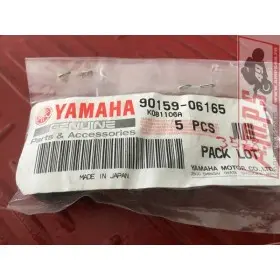 YAMAHA 90159-06165
K081106A
GENUINE
Parts & Accessories
5 PCS
PACK LOT
MADE IN JAPAN
YAMAHA MOTOR CO., LTD.